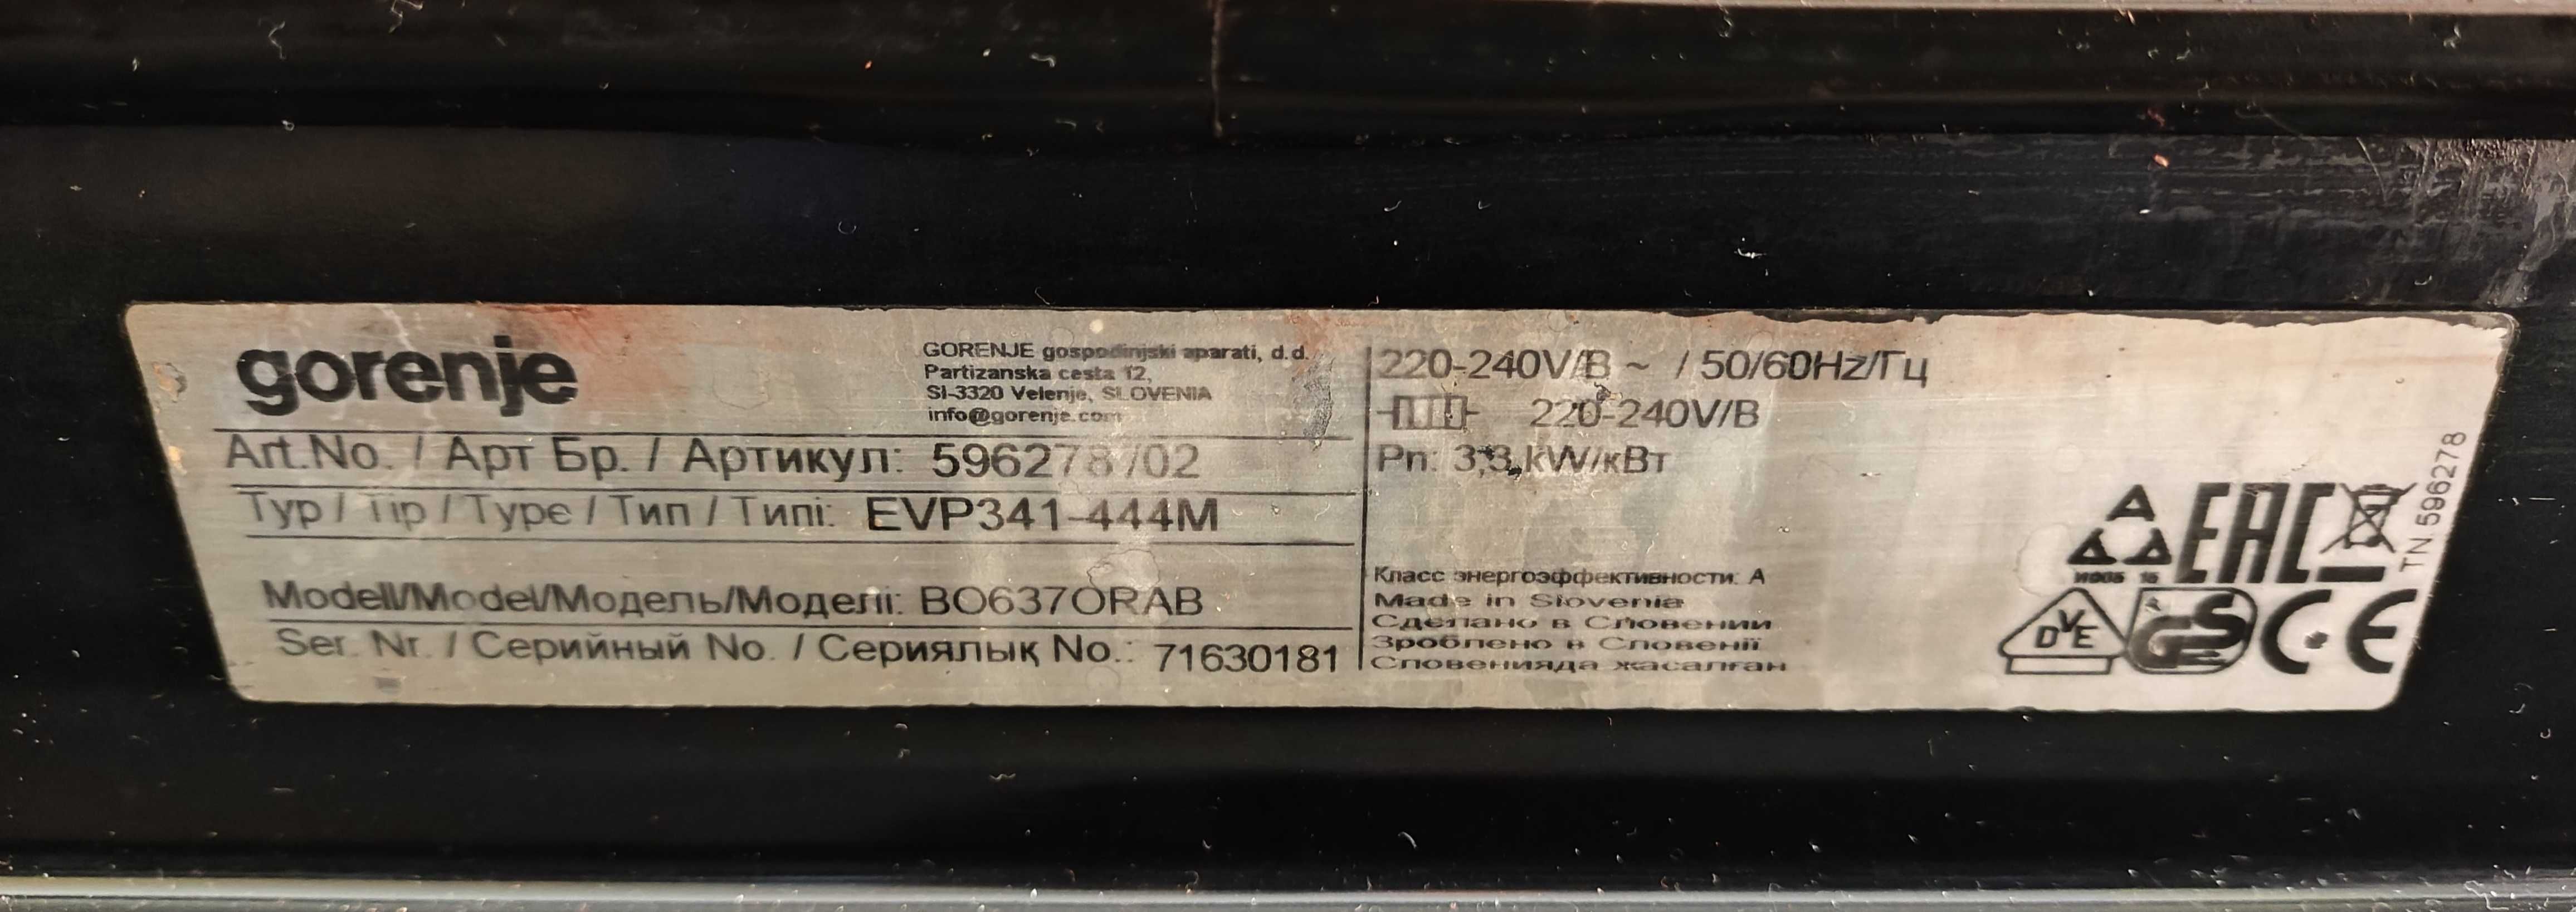 gorenje
GORENJE gospodinjski aparati, d.d.
Partizanska cesta 12,
SI-3320 Velenje, SLOVENIA
info@gorenje.com
Art.No. / Арт Бр. / Артикул: 596278/02
Typ / Tip / Type / Тип / Типі: EVP341-444M
Modell/Model/Модель/Моделі: BO637ORAB
Ser. Nr. / Серийный No. / Сериялық No.: 71630181
220-240V/В ~ / 50/60Hz/Гц
220-240V/В
Pn: 3,3 kW/кВт
Класс энергоэффективности: А
Made in Slovenia
Сделано в Словении
Зроблено в Словенії
Словенияда жасалған
EAC
TN 596278
DVE
GS
CE